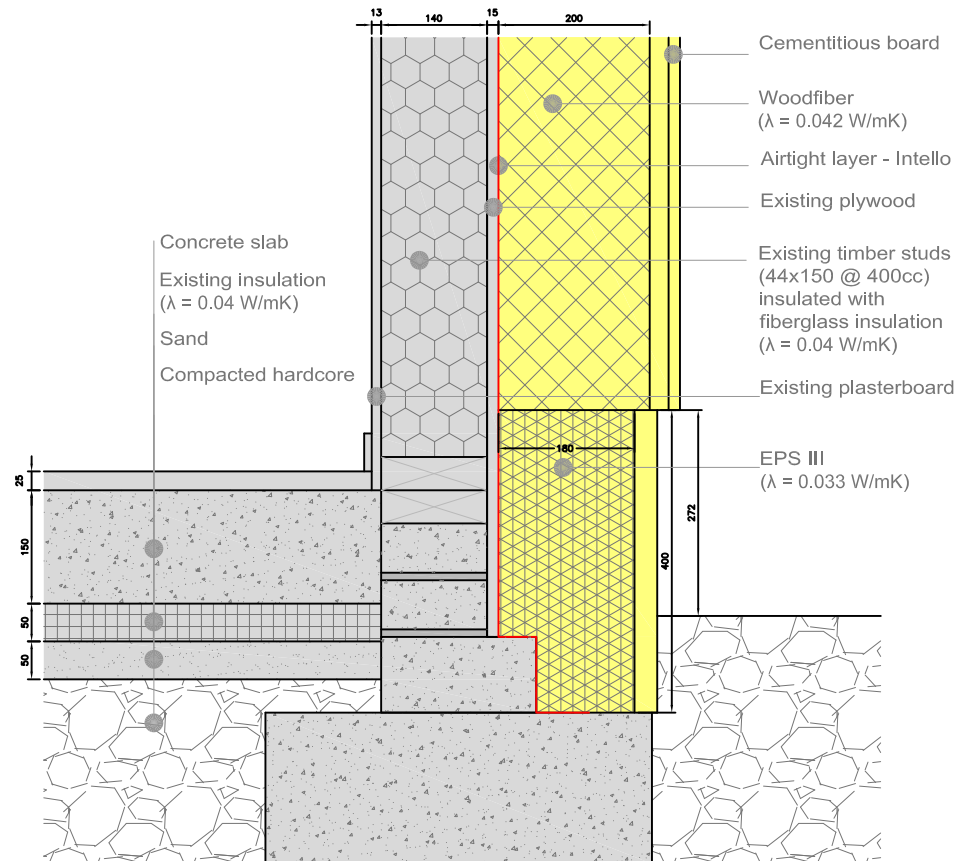 13
140
15
200
Cementitious board
Woodfiber
(λ = 0.042 W/mK)
Airtight layer - Intello
Existing plywood
Existing timber studs
(44x150 @ 400cc)
insulated with
fiberglass insulation
(λ = 0.04 W/mK)
Existing plasterboard
EPS III
(λ = 0.033 W/mK)
Concrete slab
Existing insulation
(λ = 0.04 W/mK)
Sand
Compacted hardcore
180
25
150
50
50
272
400